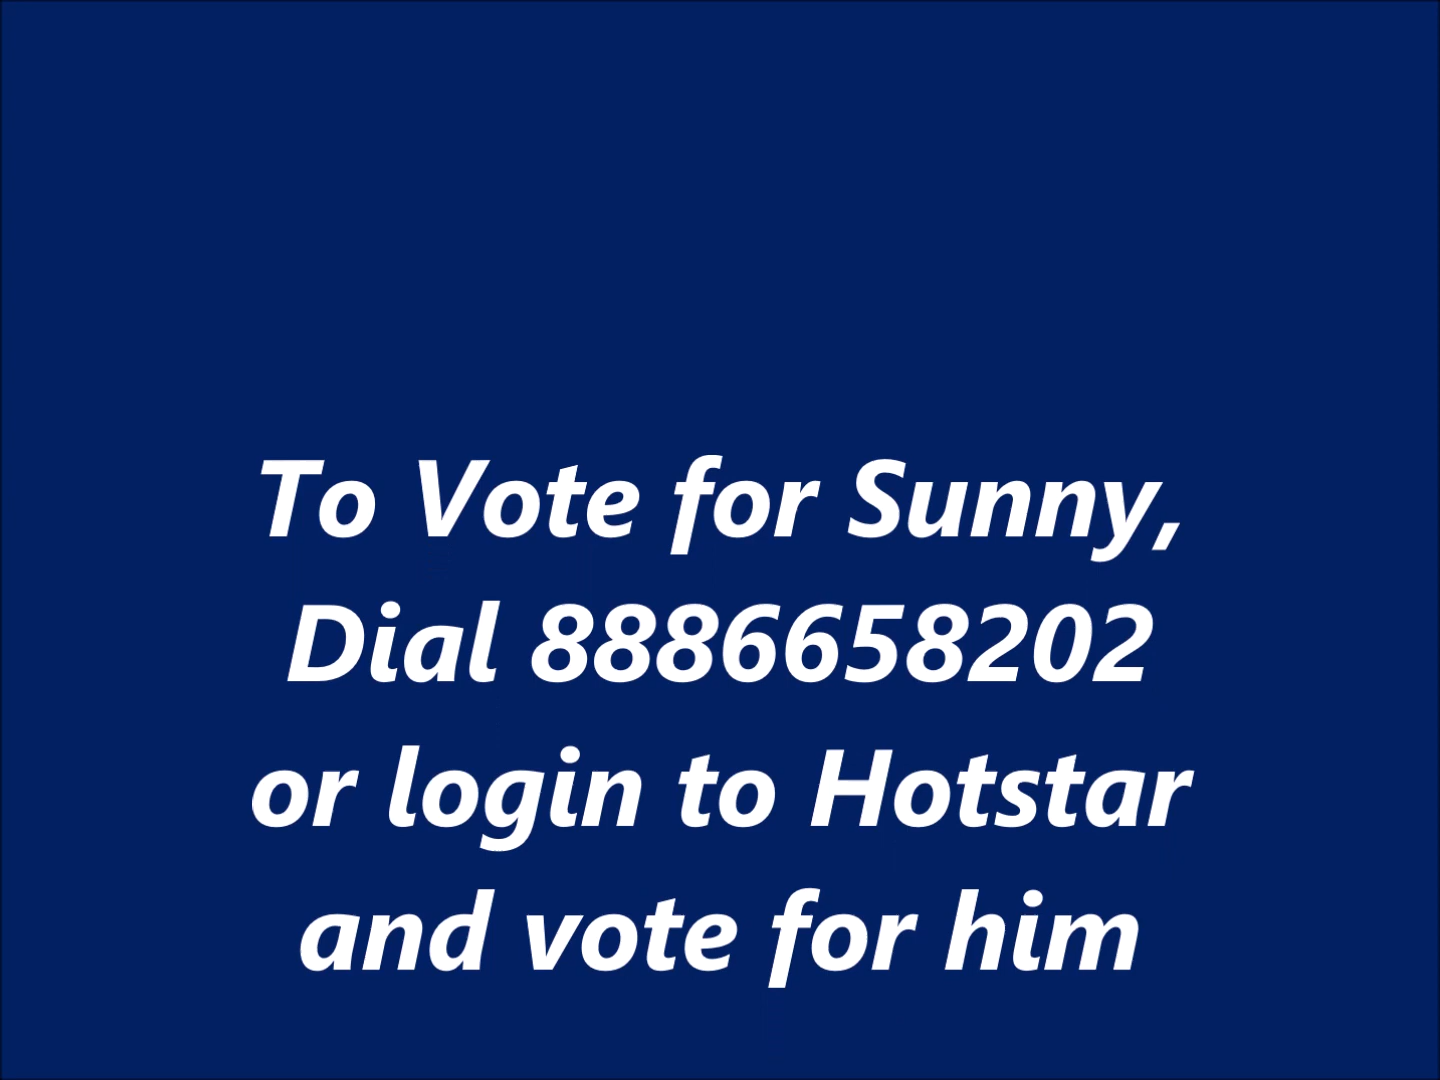 To Vote for Sunny,
Dial 8886658202
or login to Hotstar
and vote for him